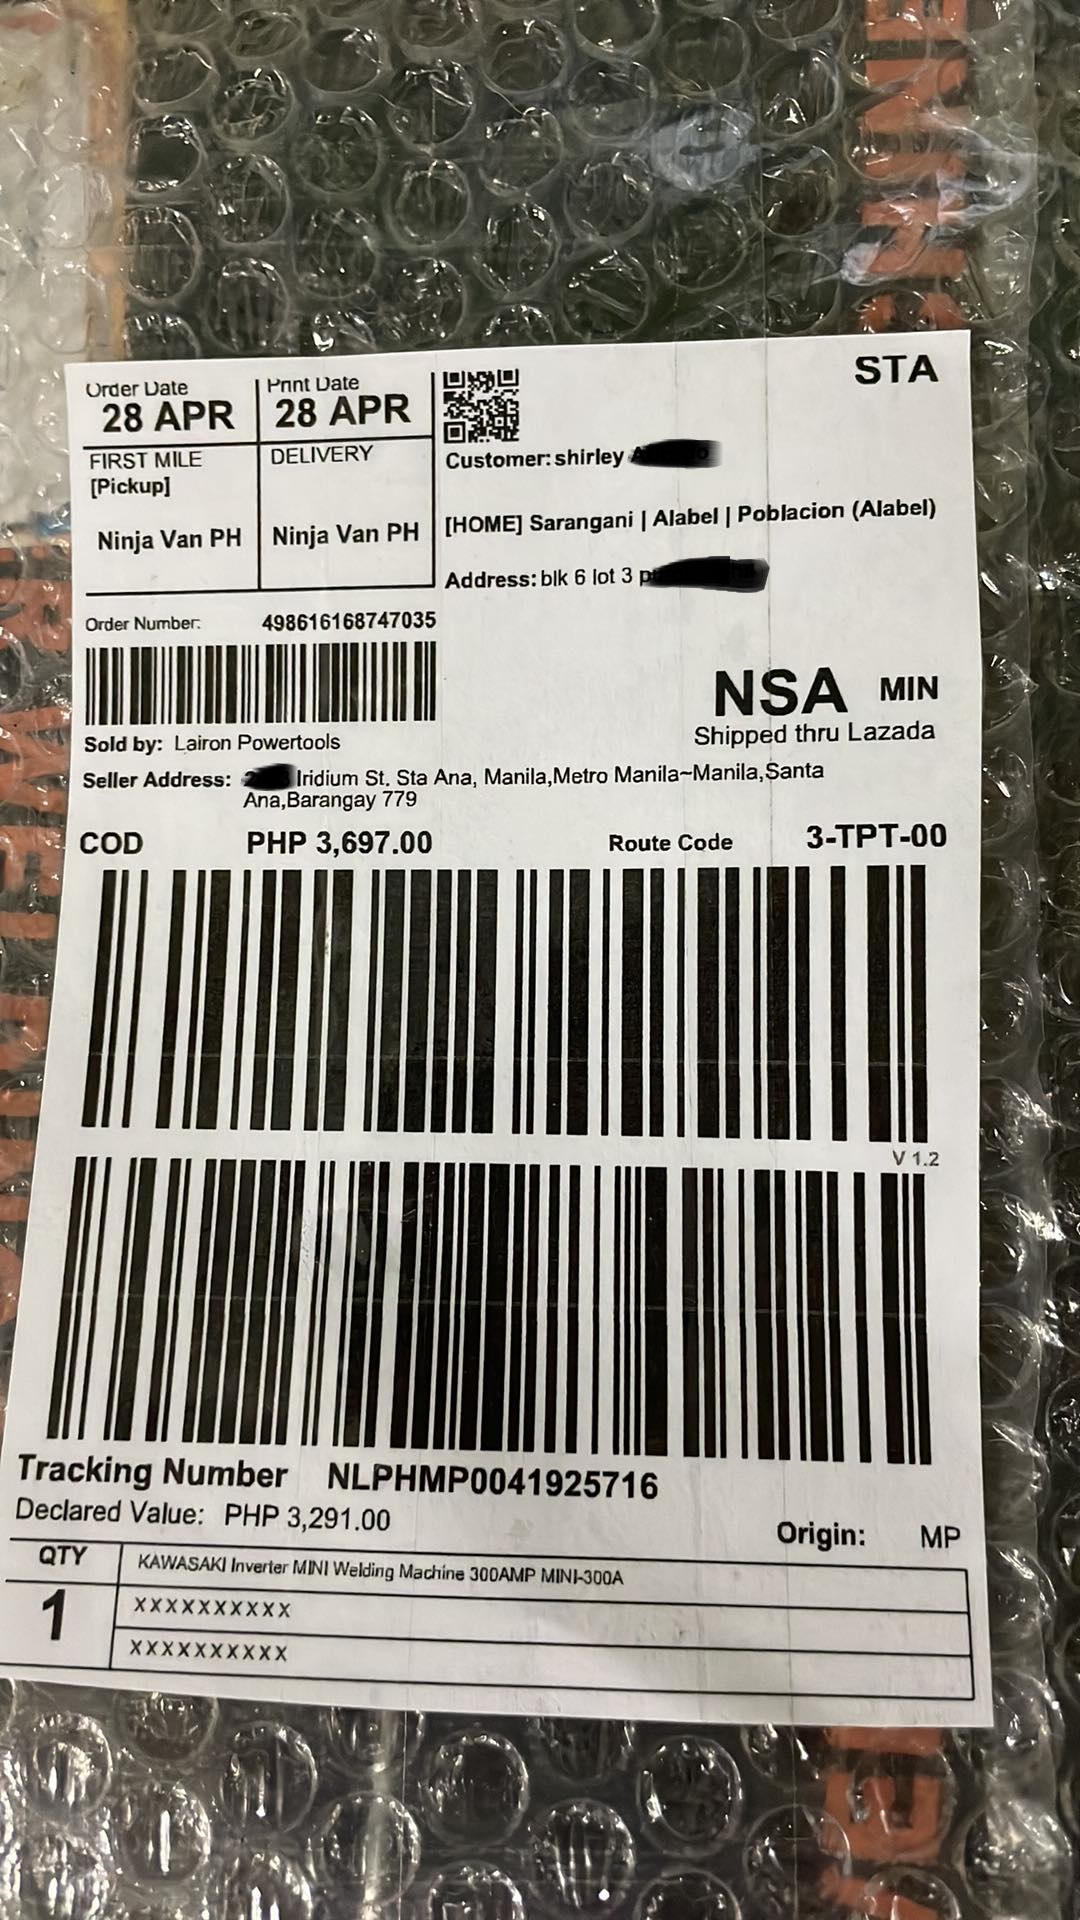 STA
Order Date
28 APR
Print Date
28 APR
FIRST MILE
[Pickup]
Ninja Van PH
DELIVERY
Ninja Van PH
Customer: shirley
[HOME] Sarangani | Alabel | Poblacion (Alabel)
Address: blk 6 lot 3
Order Number: 498616168747035
NSA MIN
Shipped thru Lazada
Sold by: Lairon Powertools
Seller Address: Iridium St. Sta Ana, Manila,Metro Manila~Manila,Santa
Ana,Barangay 779
COD PHP 3,697.00 Route Code 3-TPT-00
V 1.2
Tracking Number NLPHMP0041925716
Declared Value: PHP 3,291.00
Origin: MP
QTY
1
KAWASAKI Inverter MINI Welding Machine 300AMP MINI-300A
XXXXXXXXXX
XXXXXXXXXX